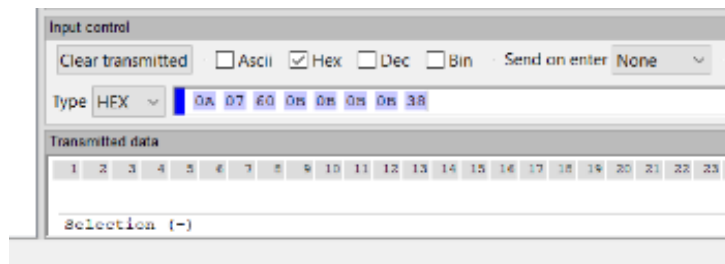 Input control
Clear transmitted Ascii Hex Dec Bin Send on enter None
Type HEX 0A 07 60 0B 0B 0B 0B 38
Transmitted data
1 2 3 4 5 6 7 8 9 10 11 12 13 14 15 16 17 18 19 20 21 22 23
Selection (-)